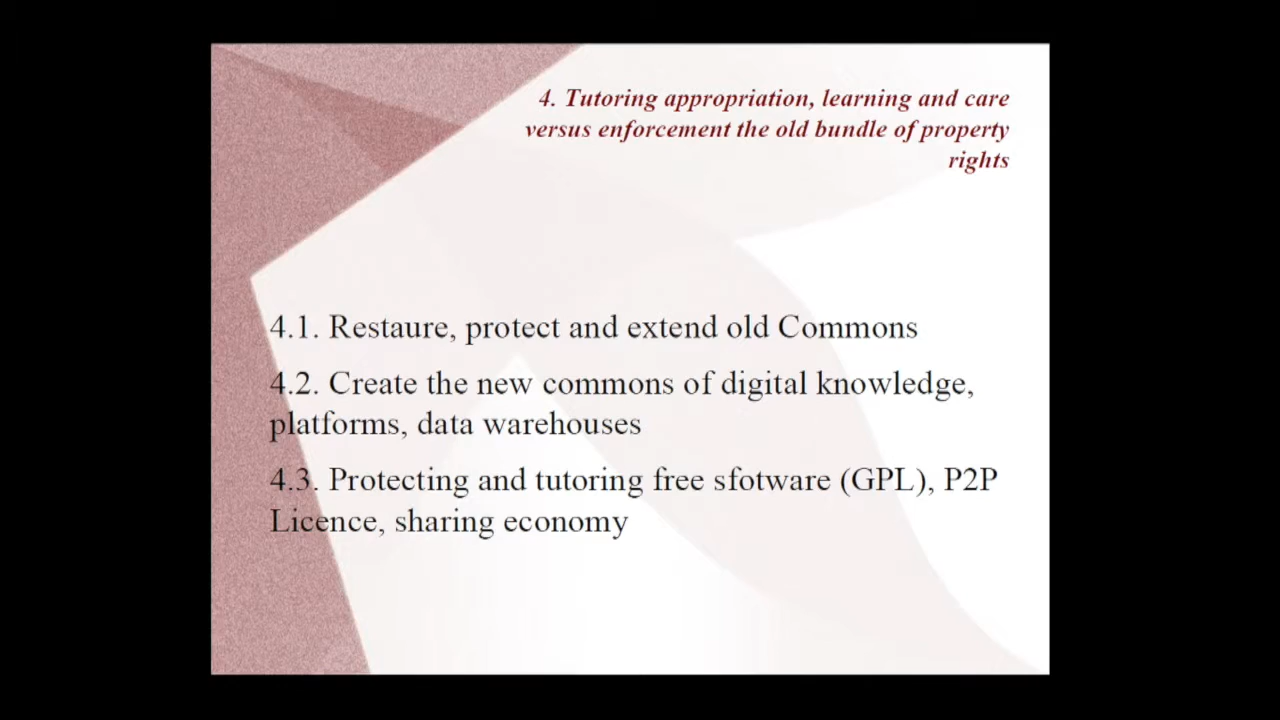 4. Tutoring appropriation, learning and care
versus enforcement the old bundle of property
rights
4.1. Restaure, protect and extend old Commons
4.2. Create the new commons of digital knowledge,
platforms, data warehouses
4.3. Protecting and tutoring free sfotware (GPL), P2P
Licence, sharing economy